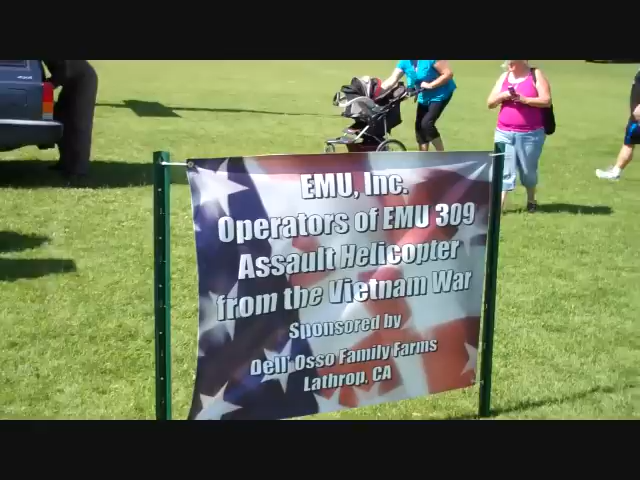 EMU, Inc.
Operators of EMU 309
Assault Helicopter
from the Vietnam War
Sponsored by
Dell' Osso Family Farms
Lathrop, CA